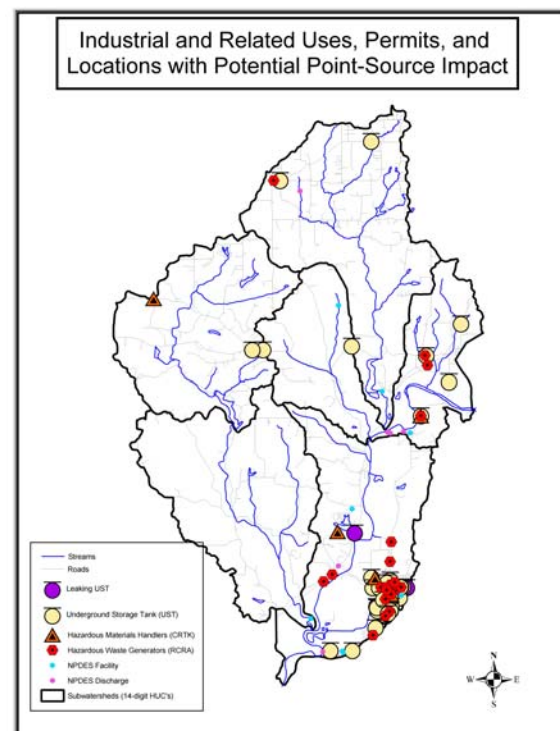 Industrial and Related Uses, Permits, and
Locations with Potential Point-Source Impact
Streams
Roads
Leaking UST
Underground Storage Tank (UST)
Hazardous Materials Handlers (CRTK)
Hazardous Waste Generators (RCRA)
NPDES Facility
NPDES Discharge
Subwatersheds (14-digit HUC's)
N
W
E
S